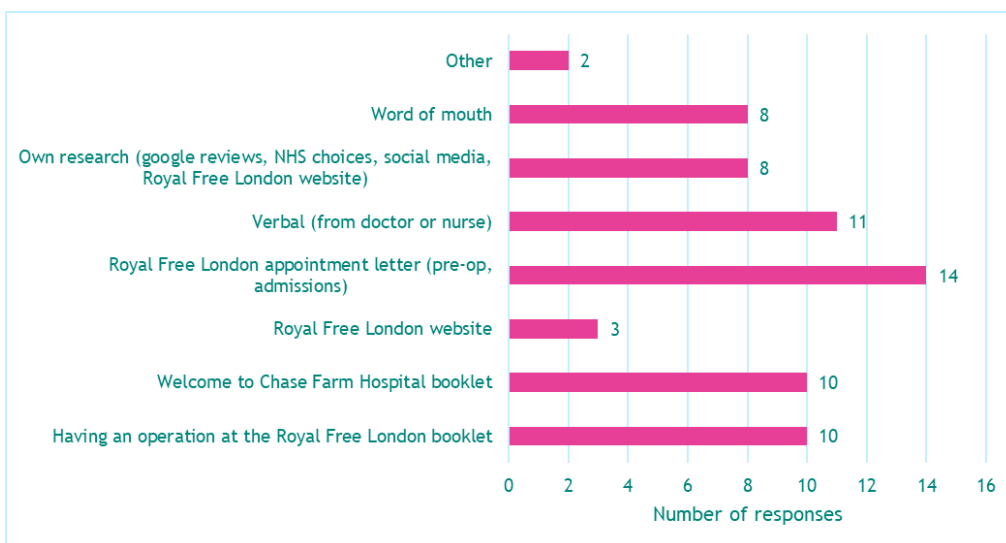 Other
2
Word of mouth
8
Own research (google reviews, NHS choices, social media,
Royal Free London website)
8
Verbal (from doctor or nurse)
11
Royal Free London appointment letter (pre-op,
admissions)
14
Royal Free London website
3
Welcome to Chase Farm Hospital booklet
10
Having an operation at the Royal Free London booklet
10
0 2 4 6 8 10 12 14 16
Number of responses